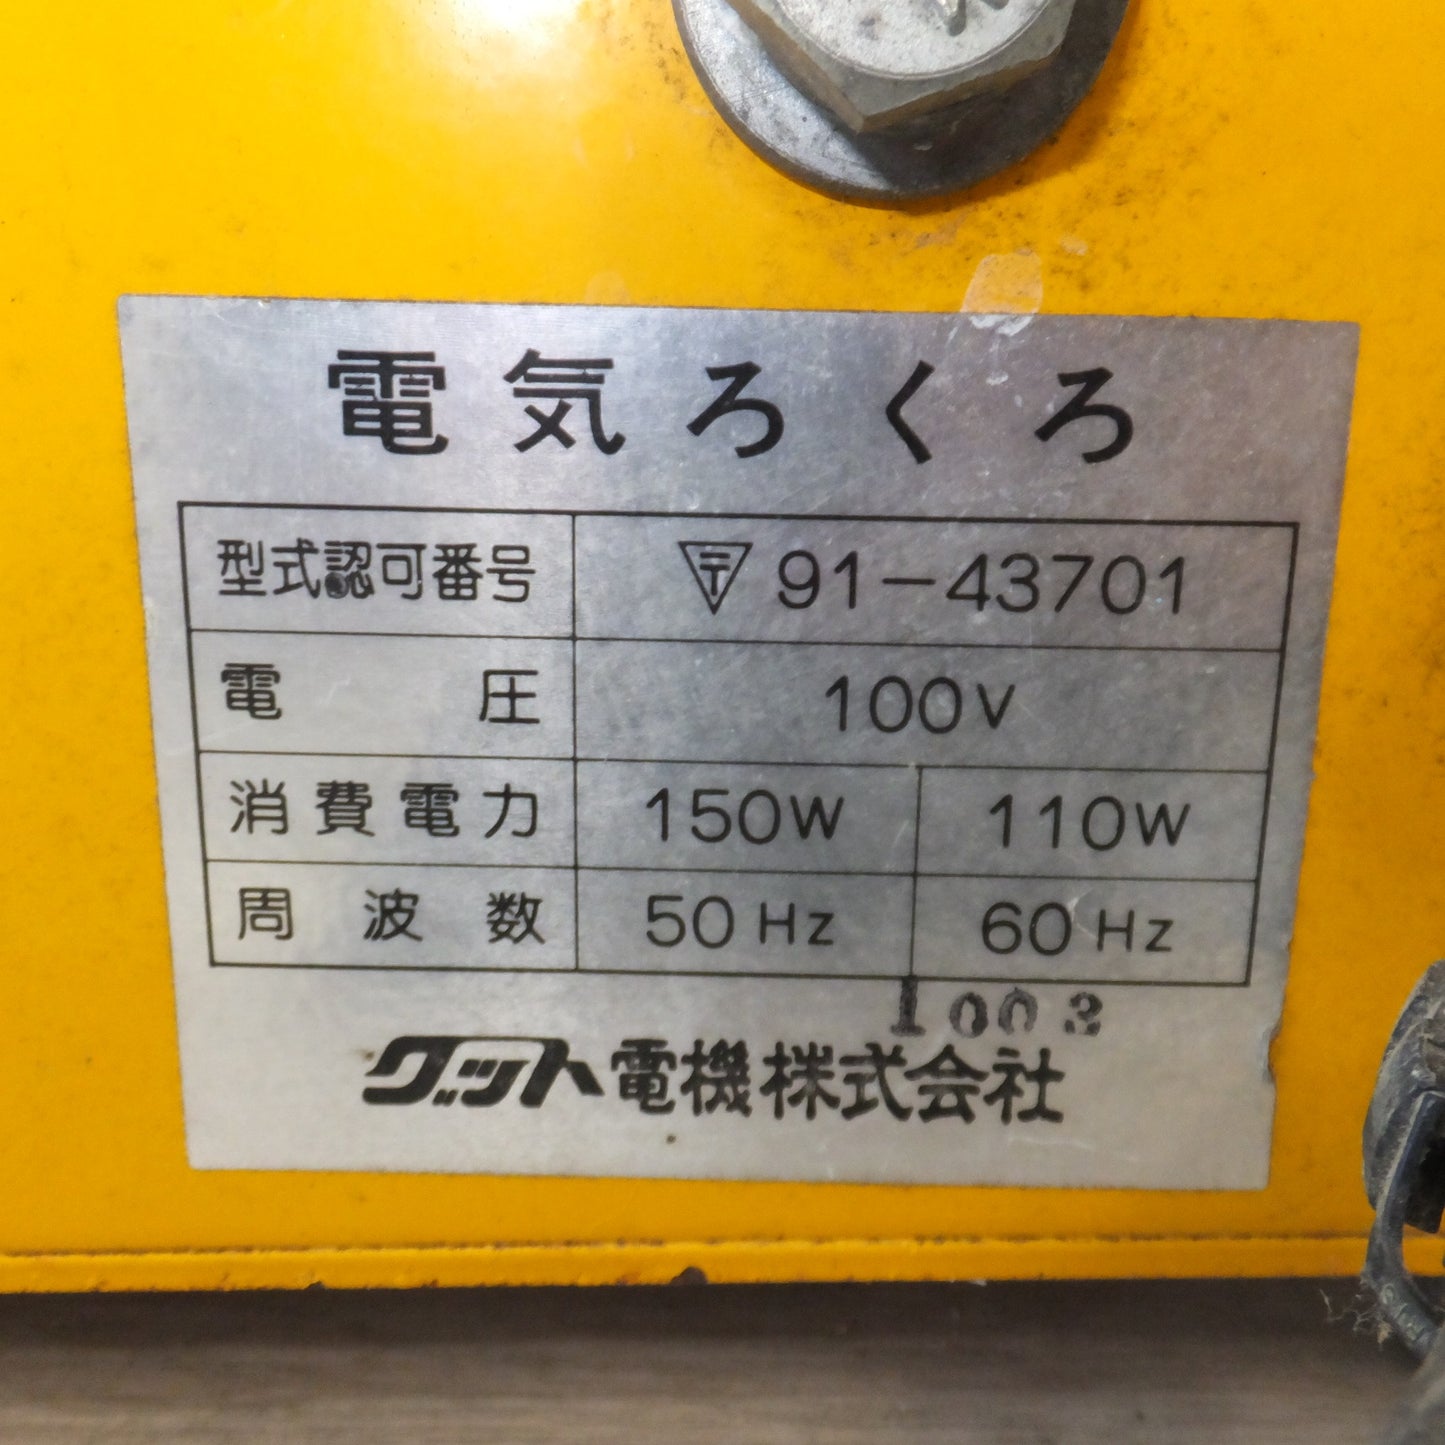 電気ろくろ
型式認可番号 91-43701
電圧 100V
消費電力 150W 110W
周波数 50Hz 60Hz
1003
グット電機株式会社